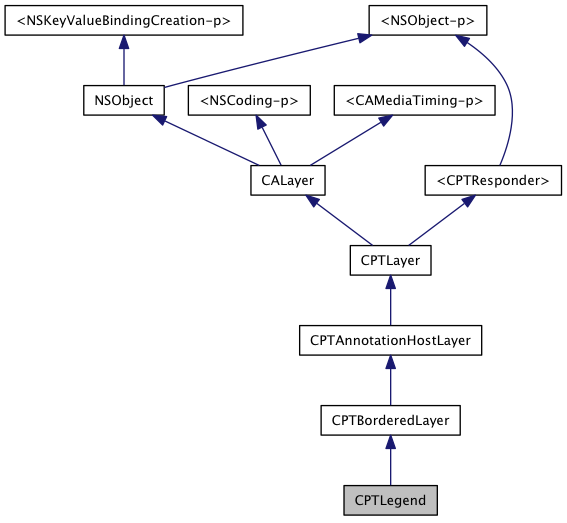 <NSKeyValueBindingCreation-p>
<NSObject-p>
NSObject
<NSCoding-p>
<CAMediaTiming-p>
CALayer
<CPTResponder>
CPTLayer
CPTAnnotationHostLayer
CPTBorderedLayer
CPTLegend